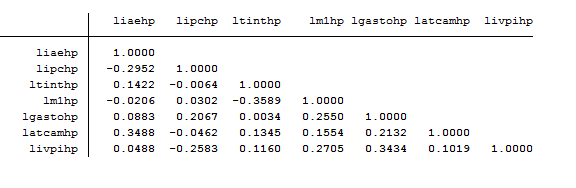 liaehp lipchp ltinthp lm1hp lgastohp latcamhp livpihp
liaehp 1.0000
lipchp -0.2952 1.0000
ltinthp 0.1422 -0.0064 1.0000
lm1hp -0.0206 0.0302 -0.3589 1.0000
lgastohp 0.0883 0.2067 0.0034 0.2550 1.0000
latcamhp 0.3488 -0.0462 0.1345 0.1554 0.2132 1.0000
livpihp 0.0488 -0.2583 0.1160 0.2705 0.3434 0.1019 1.0000